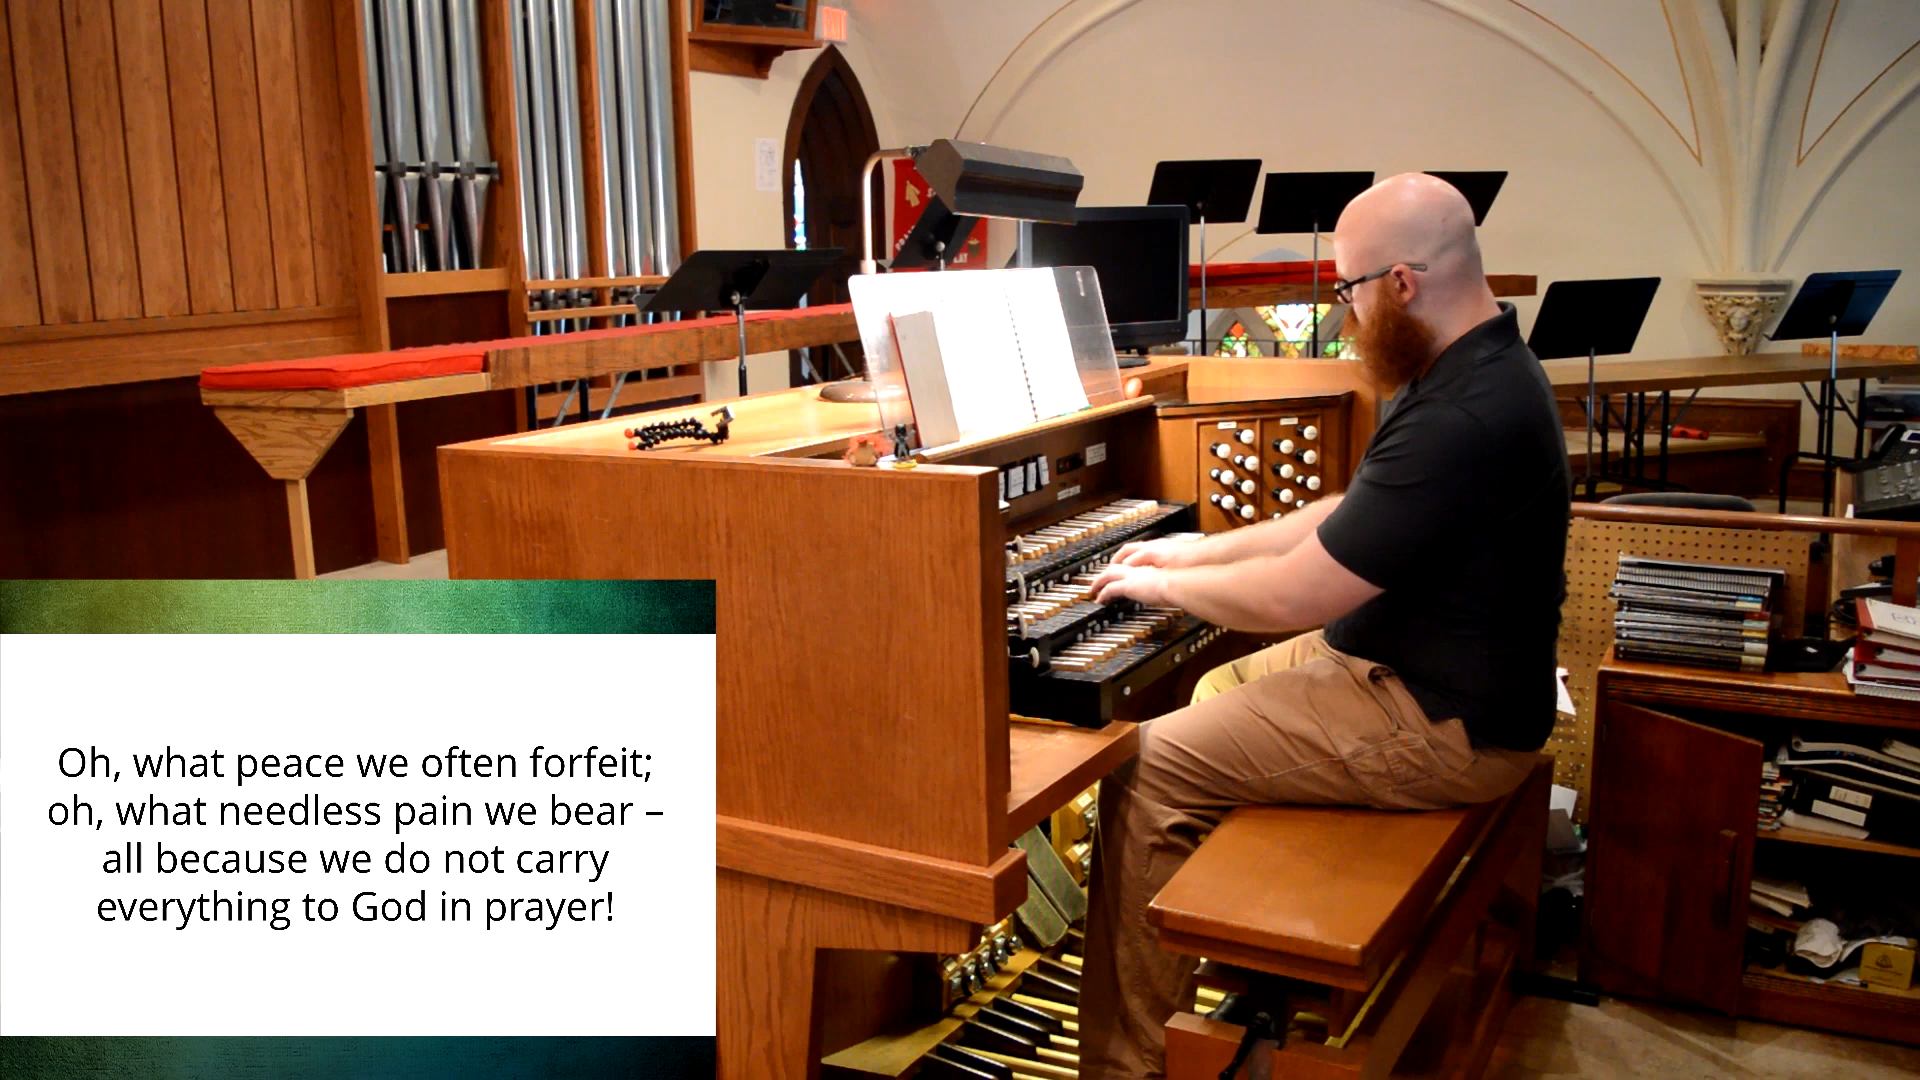 Oh, what peace we often forfeit;
oh, what needless pain we bear –
all because we do not carry
everything to God in prayer!